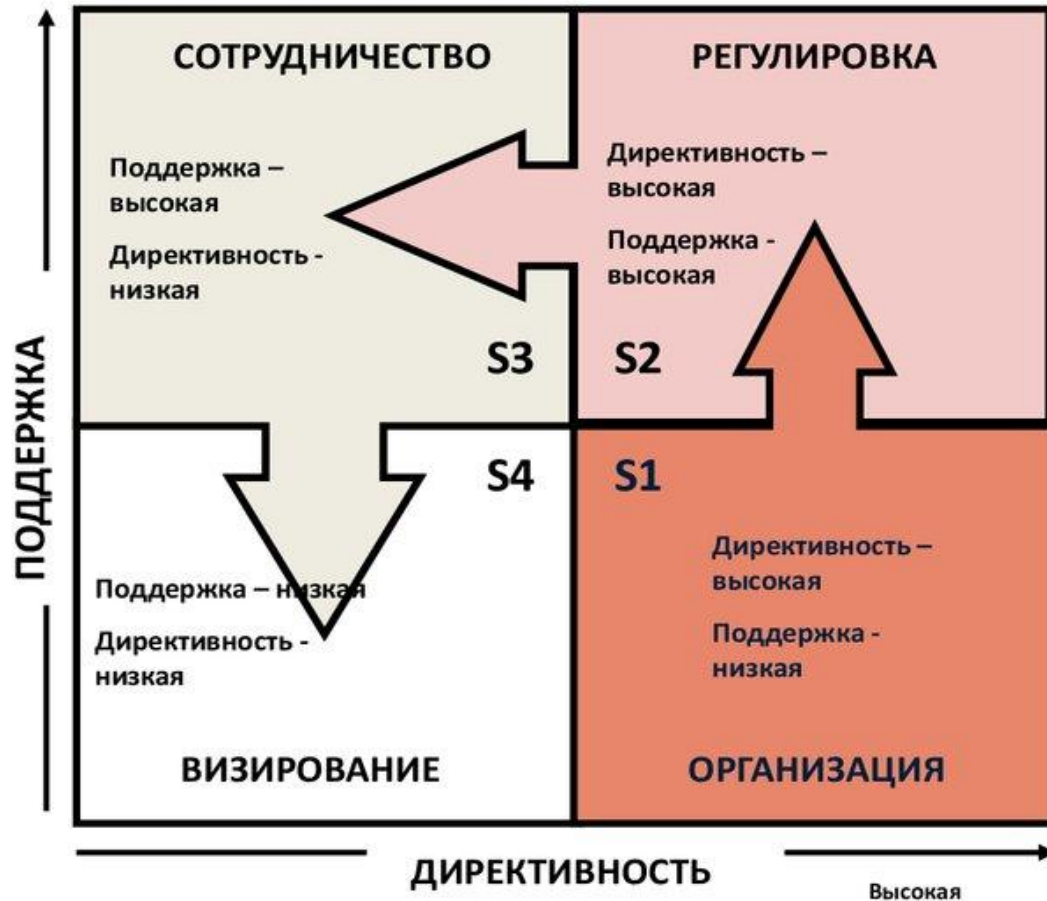 СОТРУДНИЧЕСТВО
Поддержка –
высокая
Директивность -
низкая
S3
РЕГУЛИРОВКА
Директивность –
высокая
Поддержка -
высокая
S2
ПОДДЕРЖКА
S4
Поддержка – низкая
Директивность -
низкая
ВИЗИРОВАНИЕ
S1
Директивность –
высокая
Поддержка -
низкая
ОРГАНИЗАЦИЯ
ДИРЕКТИВНОСТЬ
Высокая